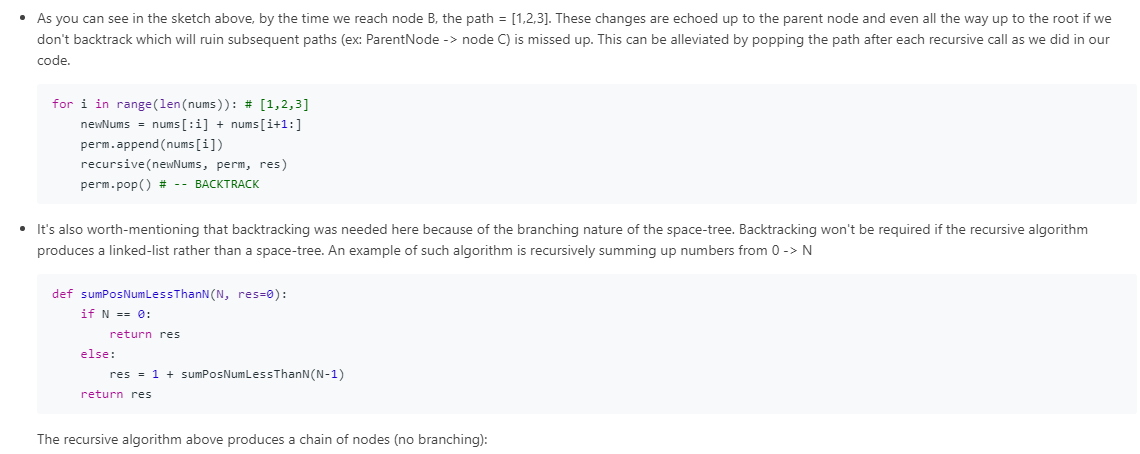 • As you can see in the sketch above, by the time we reach node B, the path = [1,2,3]. These changes are echoed up to the parent node and even all the way up to the root if we
don't backtrack which will ruin subsequent paths (ex: ParentNode -> node C) is missed up. This can be alleviated by popping the path after each recursive call as we did in our
code.
for i in range(len(nums)): # [1,2,3]
    newNums = nums[:i] + nums[i+1:]
    perm.append(nums[i])
    recursive(newNums, perm, res)
    perm.pop() # -- BACKTRACK
• It's also worth-mentioning that backtracking was needed here because of the branching nature of the space-tree. Backtracking won't be required if the recursive algorithm
produces a linked-list rather than a space-tree. An example of such algorithm is recursively summing up numbers from 0 -> N
def sumPosNumLessThanN(N, res=0):
    if N == 0:
        return res
    else:
        res = 1 + sumPosNumLessThanN(N-1)
    return res
The recursive algorithm above produces a chain of nodes (no branching):